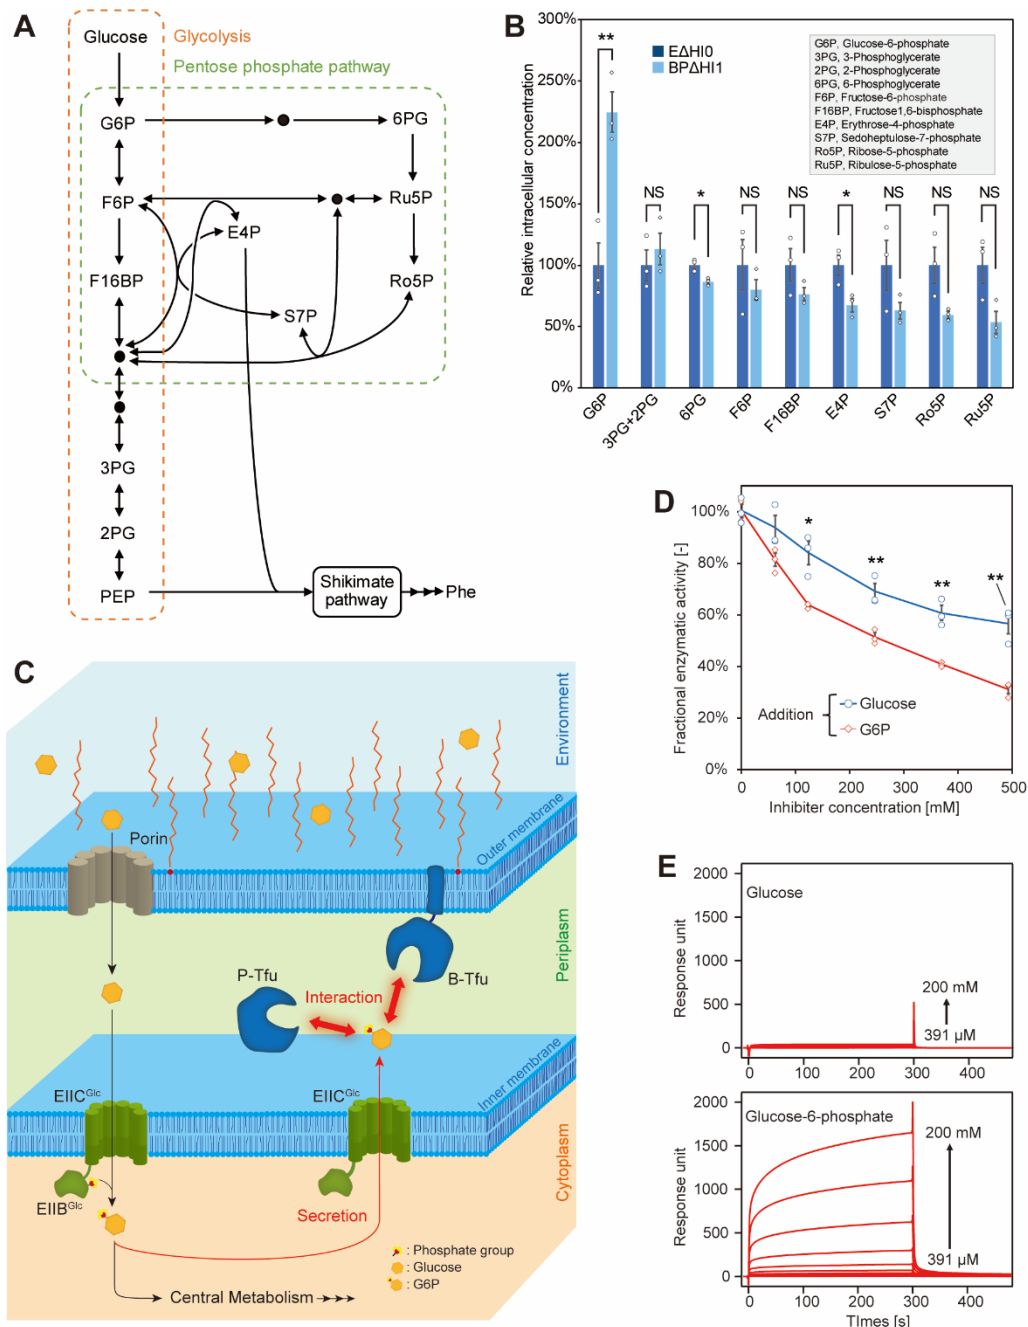 A
Glucose
Glycolysis
Pentose phosphate pathway
G6P
6PG
F6P
Ru5P
E4P
F16BP
Ro5P
S7P
3PG
2PG
PEP
Shikimate
pathway
Phe
B
Relative intracellular concentration
300%
250%
200%
150%
100%
50%
0%
EΔHI0
BPΔHI1
**
NS
*
NS
NS
*
NS
NS
NS
G6P, Glucose-6-phosphate
3PG, 3-Phosphoglycerate
2PG, 2-Phosphoglycerate
6PG, 6-Phosphoglycerate
F6P, Fructose-6-phosphate
F16BP, Fructose1,6-bisphosphate
E4P, Erythrose-4-phosphate
S7P, Sedoheptulose-7-phosphate
Ro5P, Ribose-5-phosphate
Ru5P, Ribulose-5-phosphate
G6P
3PG+2PG
6PG
F6P
F16BP
E4P
S7P
Ro5P
Ru5P
C
Environment
Porin
Outer membrane
Periplasm
P-Tfu
B-Tfu
Interaction
Inner membrane
EIICGlc
EIICGlc
Cytoplasm
EIIBGlc
Secretion
: Phosphate group
: Glucose
: G6P
Central Metabolism
D
Fractional enzymatic activity [-]
100%
80%
60%
40%
20%
0%
*
**
**
**
Addition
Glucose
G6P
0
100
200
300
400
500
Inhibiter concentration [mM]
E
Response unit
2000
1500
1000
500
0
Glucose
200 mM
391 µM
0
100
200
300
400
Response unit
2000
1500
1000
500
0
Glucose-6-phosphate
200 mM
391 µM
0
100
200
300
400
TImes [s]